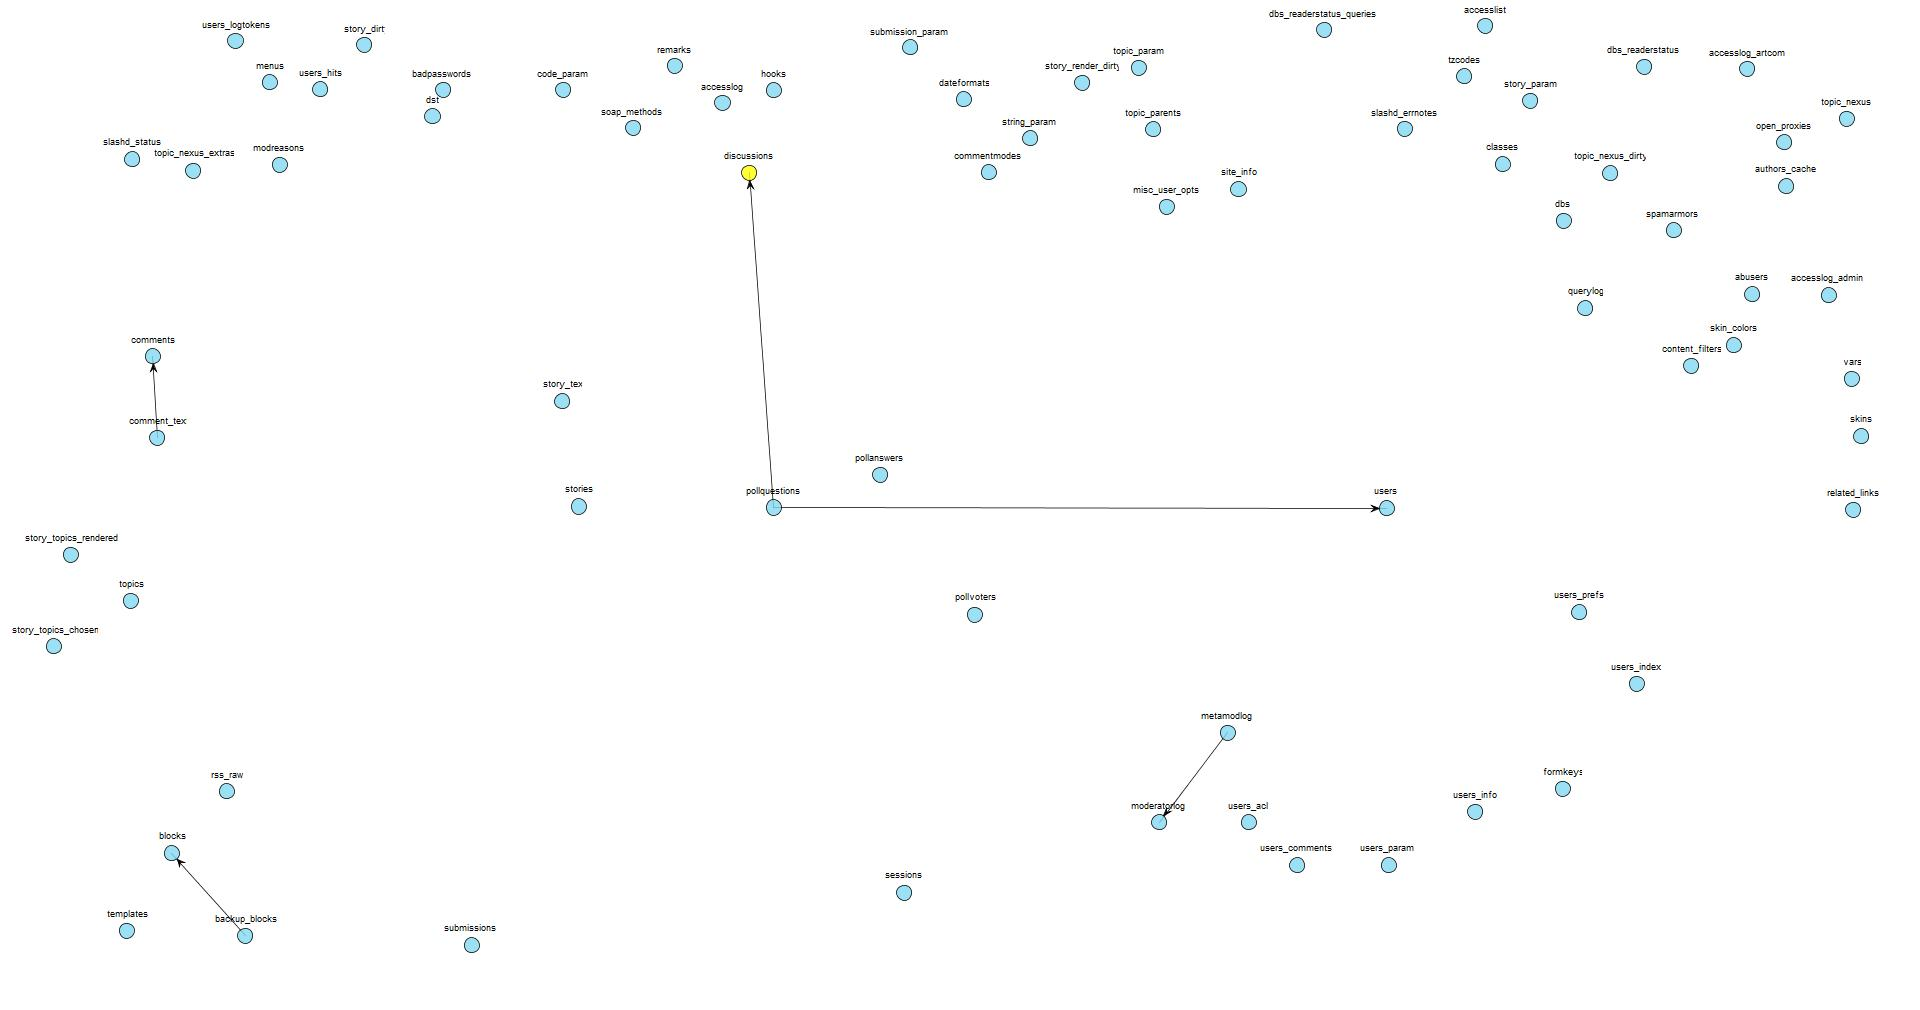 accesslist
dbs_readerstatus_queries
users_logtokens
story_dirt
submission_param
remarks
topic_param
dbs_readerstatus
accesslog_artcom
tzcodes
menus
users_hits
badpasswords
code_param
hooks
story_render_dirty
dateformats
story_param
accesslog
dst
topic_nexus
soap_methods
topic_parents
slashd_errnotes
string_param
open_proxies
slashd_status
modreasons
topic_nexus_extras
discussions
commentmodes
classes
topic_nexus_dirty
authors_cache
site_info
misc_user_opts
dbs
spamarmors
abusers
accesslog_admin
querylog
skin_colors
comments
content_filters
vars
story_tex
comment_tex
skins
pollanswers
stories
pollquestions
users
related_links
story_topics_rendered
topics
pollvoters
users_prefs
story_topics_chosen
users_index
metamodlog
rss_raw
formkeys
users_info
moderatorlog
users_acl
blocks
users_comments
users_param
sessions
templates
backup_blocks
submissions